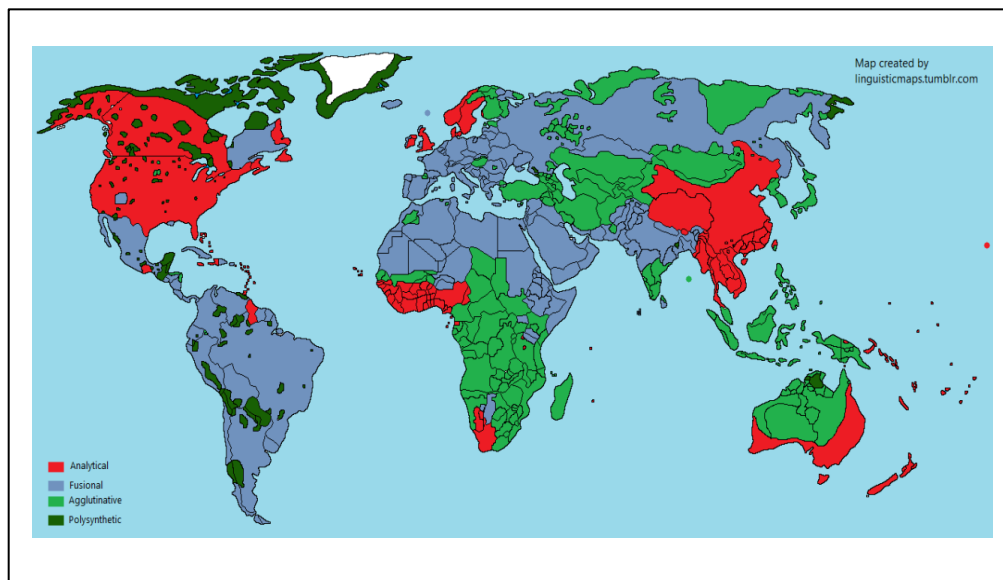 Map created by
linguisticmaps.tumblr.com
Analytical
Fusional
Agglutinative
Polysynthetic